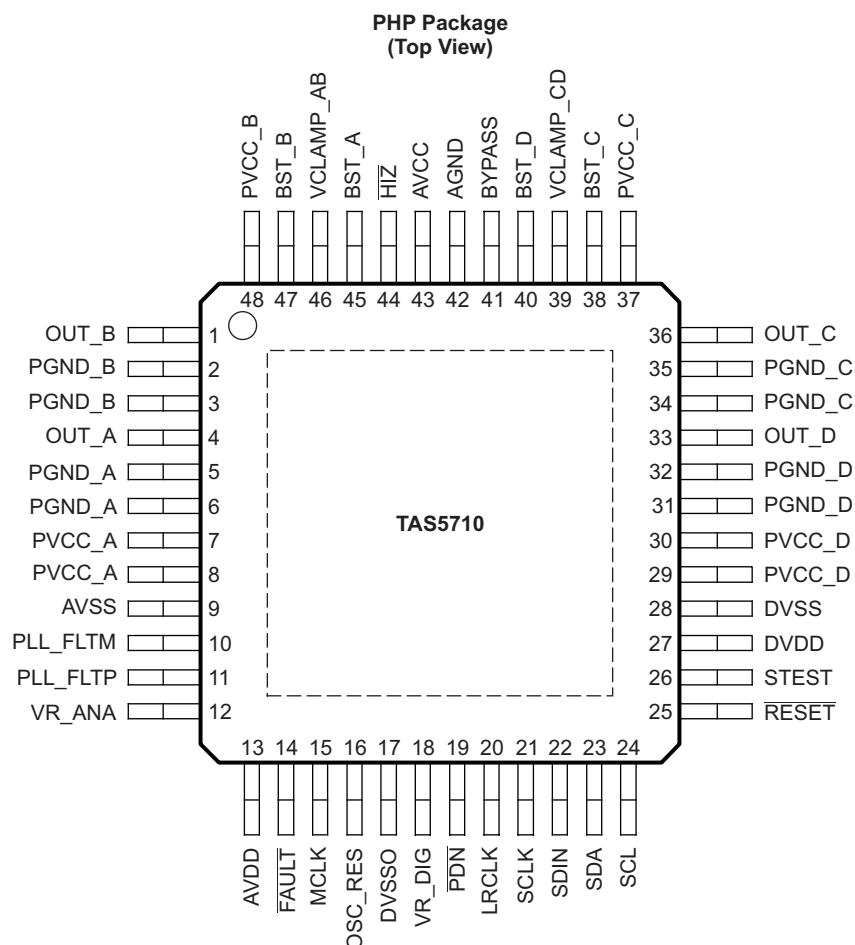 PHP Package
(Top View)
PVCC_B
BST_B
VCLAMP_AB
BST_A
HIZ
AVCC
AGND
BYPASS
BST_D
VCLAMP_CD
BST_C
PVCC_C
48 47 46 45 44 43 42 41 40 39 38 37
OUT_B 1
PGND_B 2
PGND_B 3
OUT_A 4
PGND_A 5
PGND_A 6
PVCC_A 7
PVCC_A 8
AVSS 9
PLL_FLTM 10
PLL_FLTP 11
VR_ANA 12
TAS5710
36 OUT_C
35 PGND_C
34 PGND_C
33 OUT_D
32 PGND_D
31 PGND_D
30 PVCC_D
29 PVCC_D
28 DVSS
27 DVDD
26 STEST
25 RESET
13 14 15 16 17 18 19 20 21 22 23 24
AVDD
FAULT
MCLK
OSC_RES
DVSSO
VR_DIG
PDN
LRCLK
SCLK
SDIN
SDA
SCL